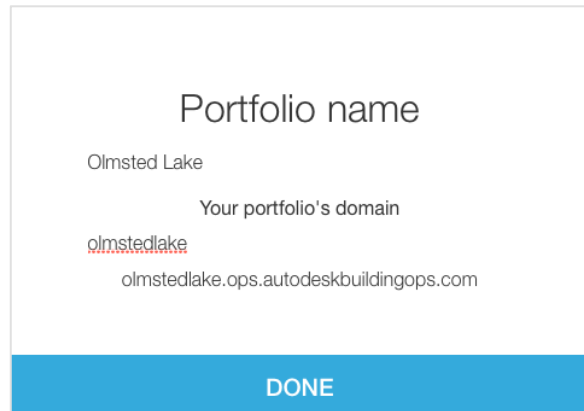 Portfolio name
Olmsted Lake
Your portfolio's domain
olmstedlake
olmstedlake.ops.autodeskbuildingops.com
DONE